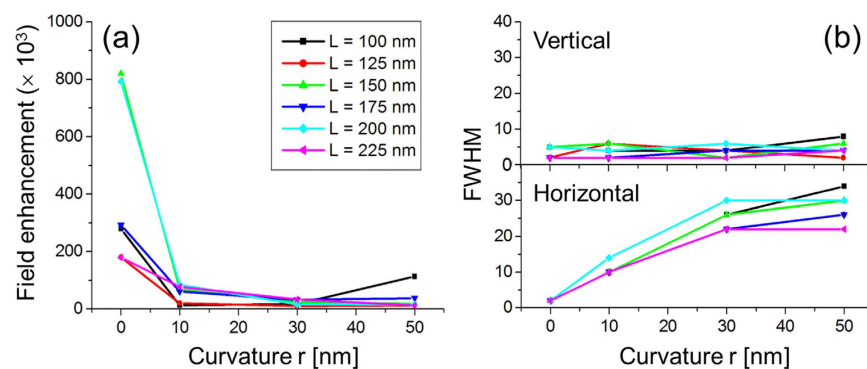 (a)
Field enhancement (× 10³)
1000
800
600
400
200
0
0 10 20 30 40 50
Curvature r [nm]
L = 100 nm
L = 125 nm
L = 150 nm
L = 175 nm
L = 200 nm
L = 225 nm
(b)
FWHM
Vertical
40
30
20
10
0
Horizontal
30
20
10
0
0 10 20 30 40 50
Curvature r [nm]